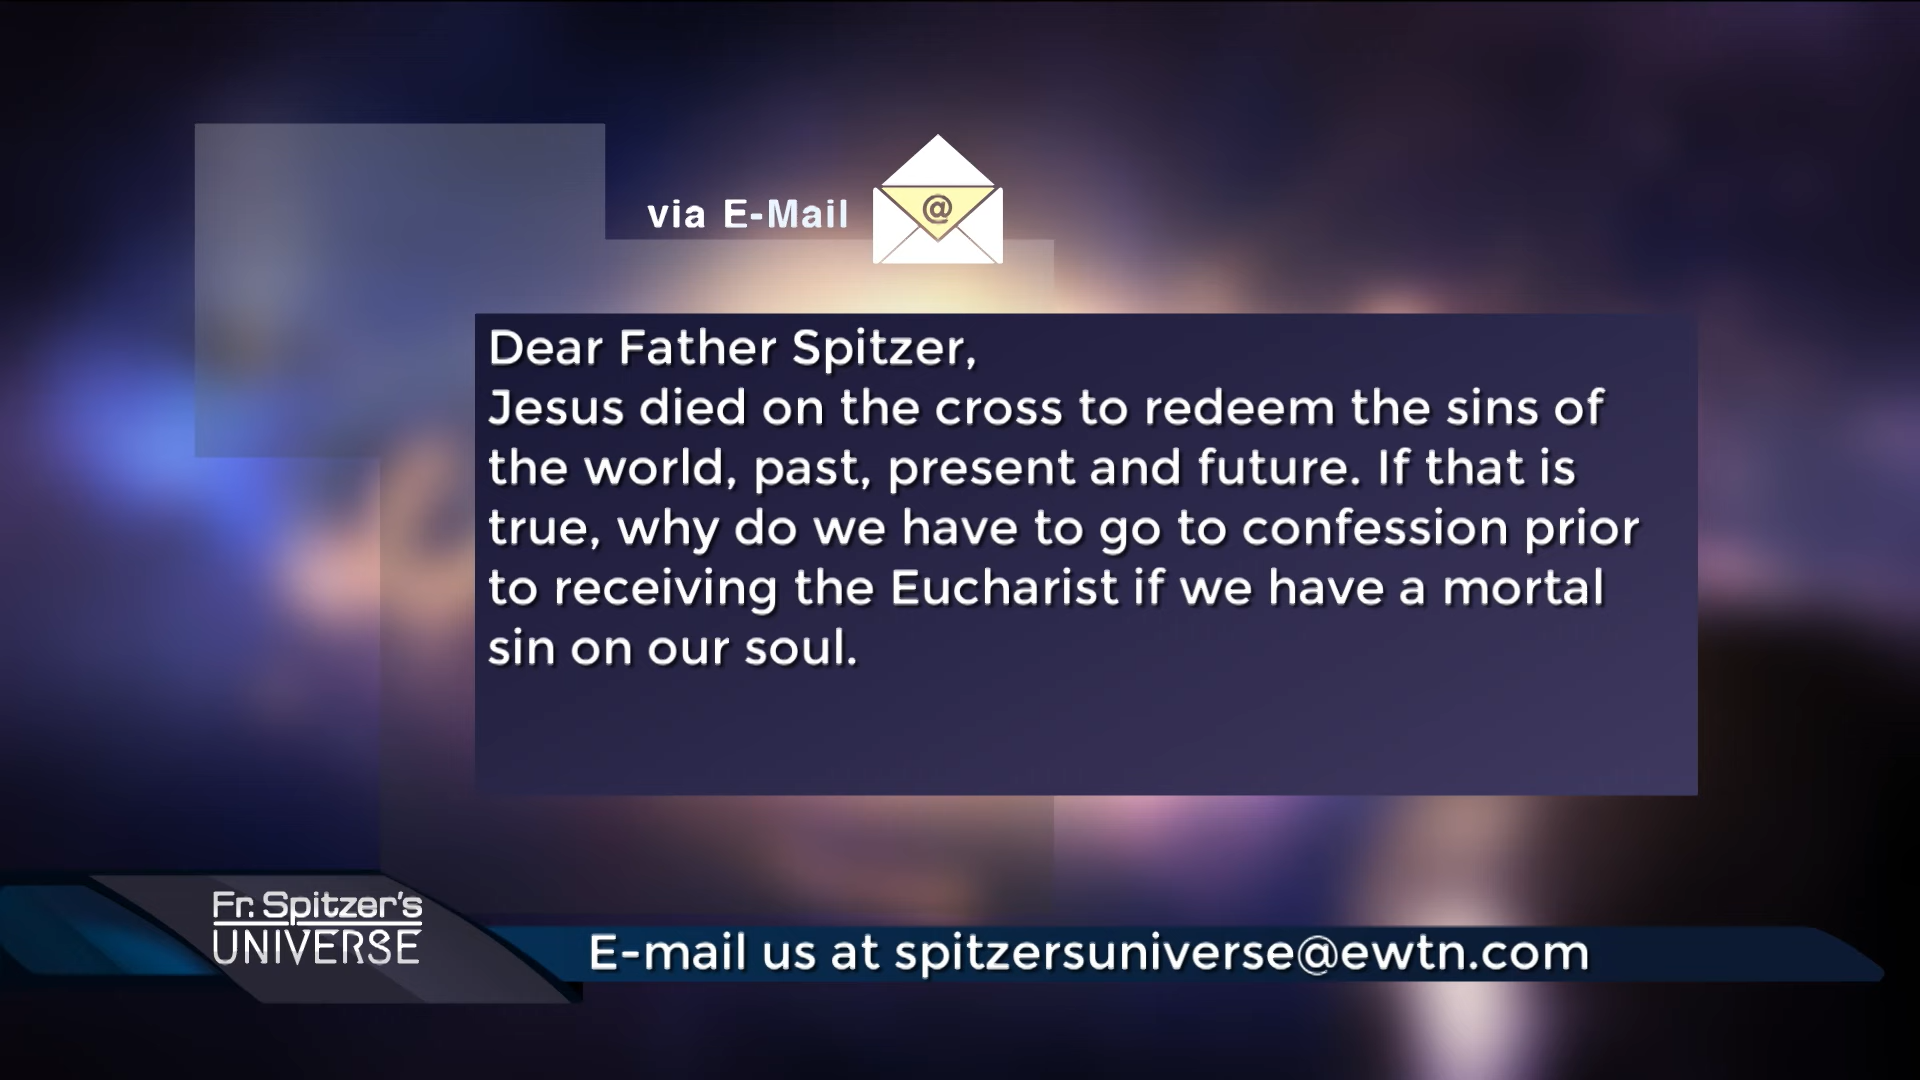 via E-Mail
@
Dear Father Spitzer,
Jesus died on the cross to redeem the sins of
the world, past, present and future. If that is
true, why do we have to go to confession prior
to receiving the Eucharist if we have a mortal
sin on our soul.
Fr. Spitzer's
UNIVERSE
E-mail us at spitzersuniverse@ewtn.com